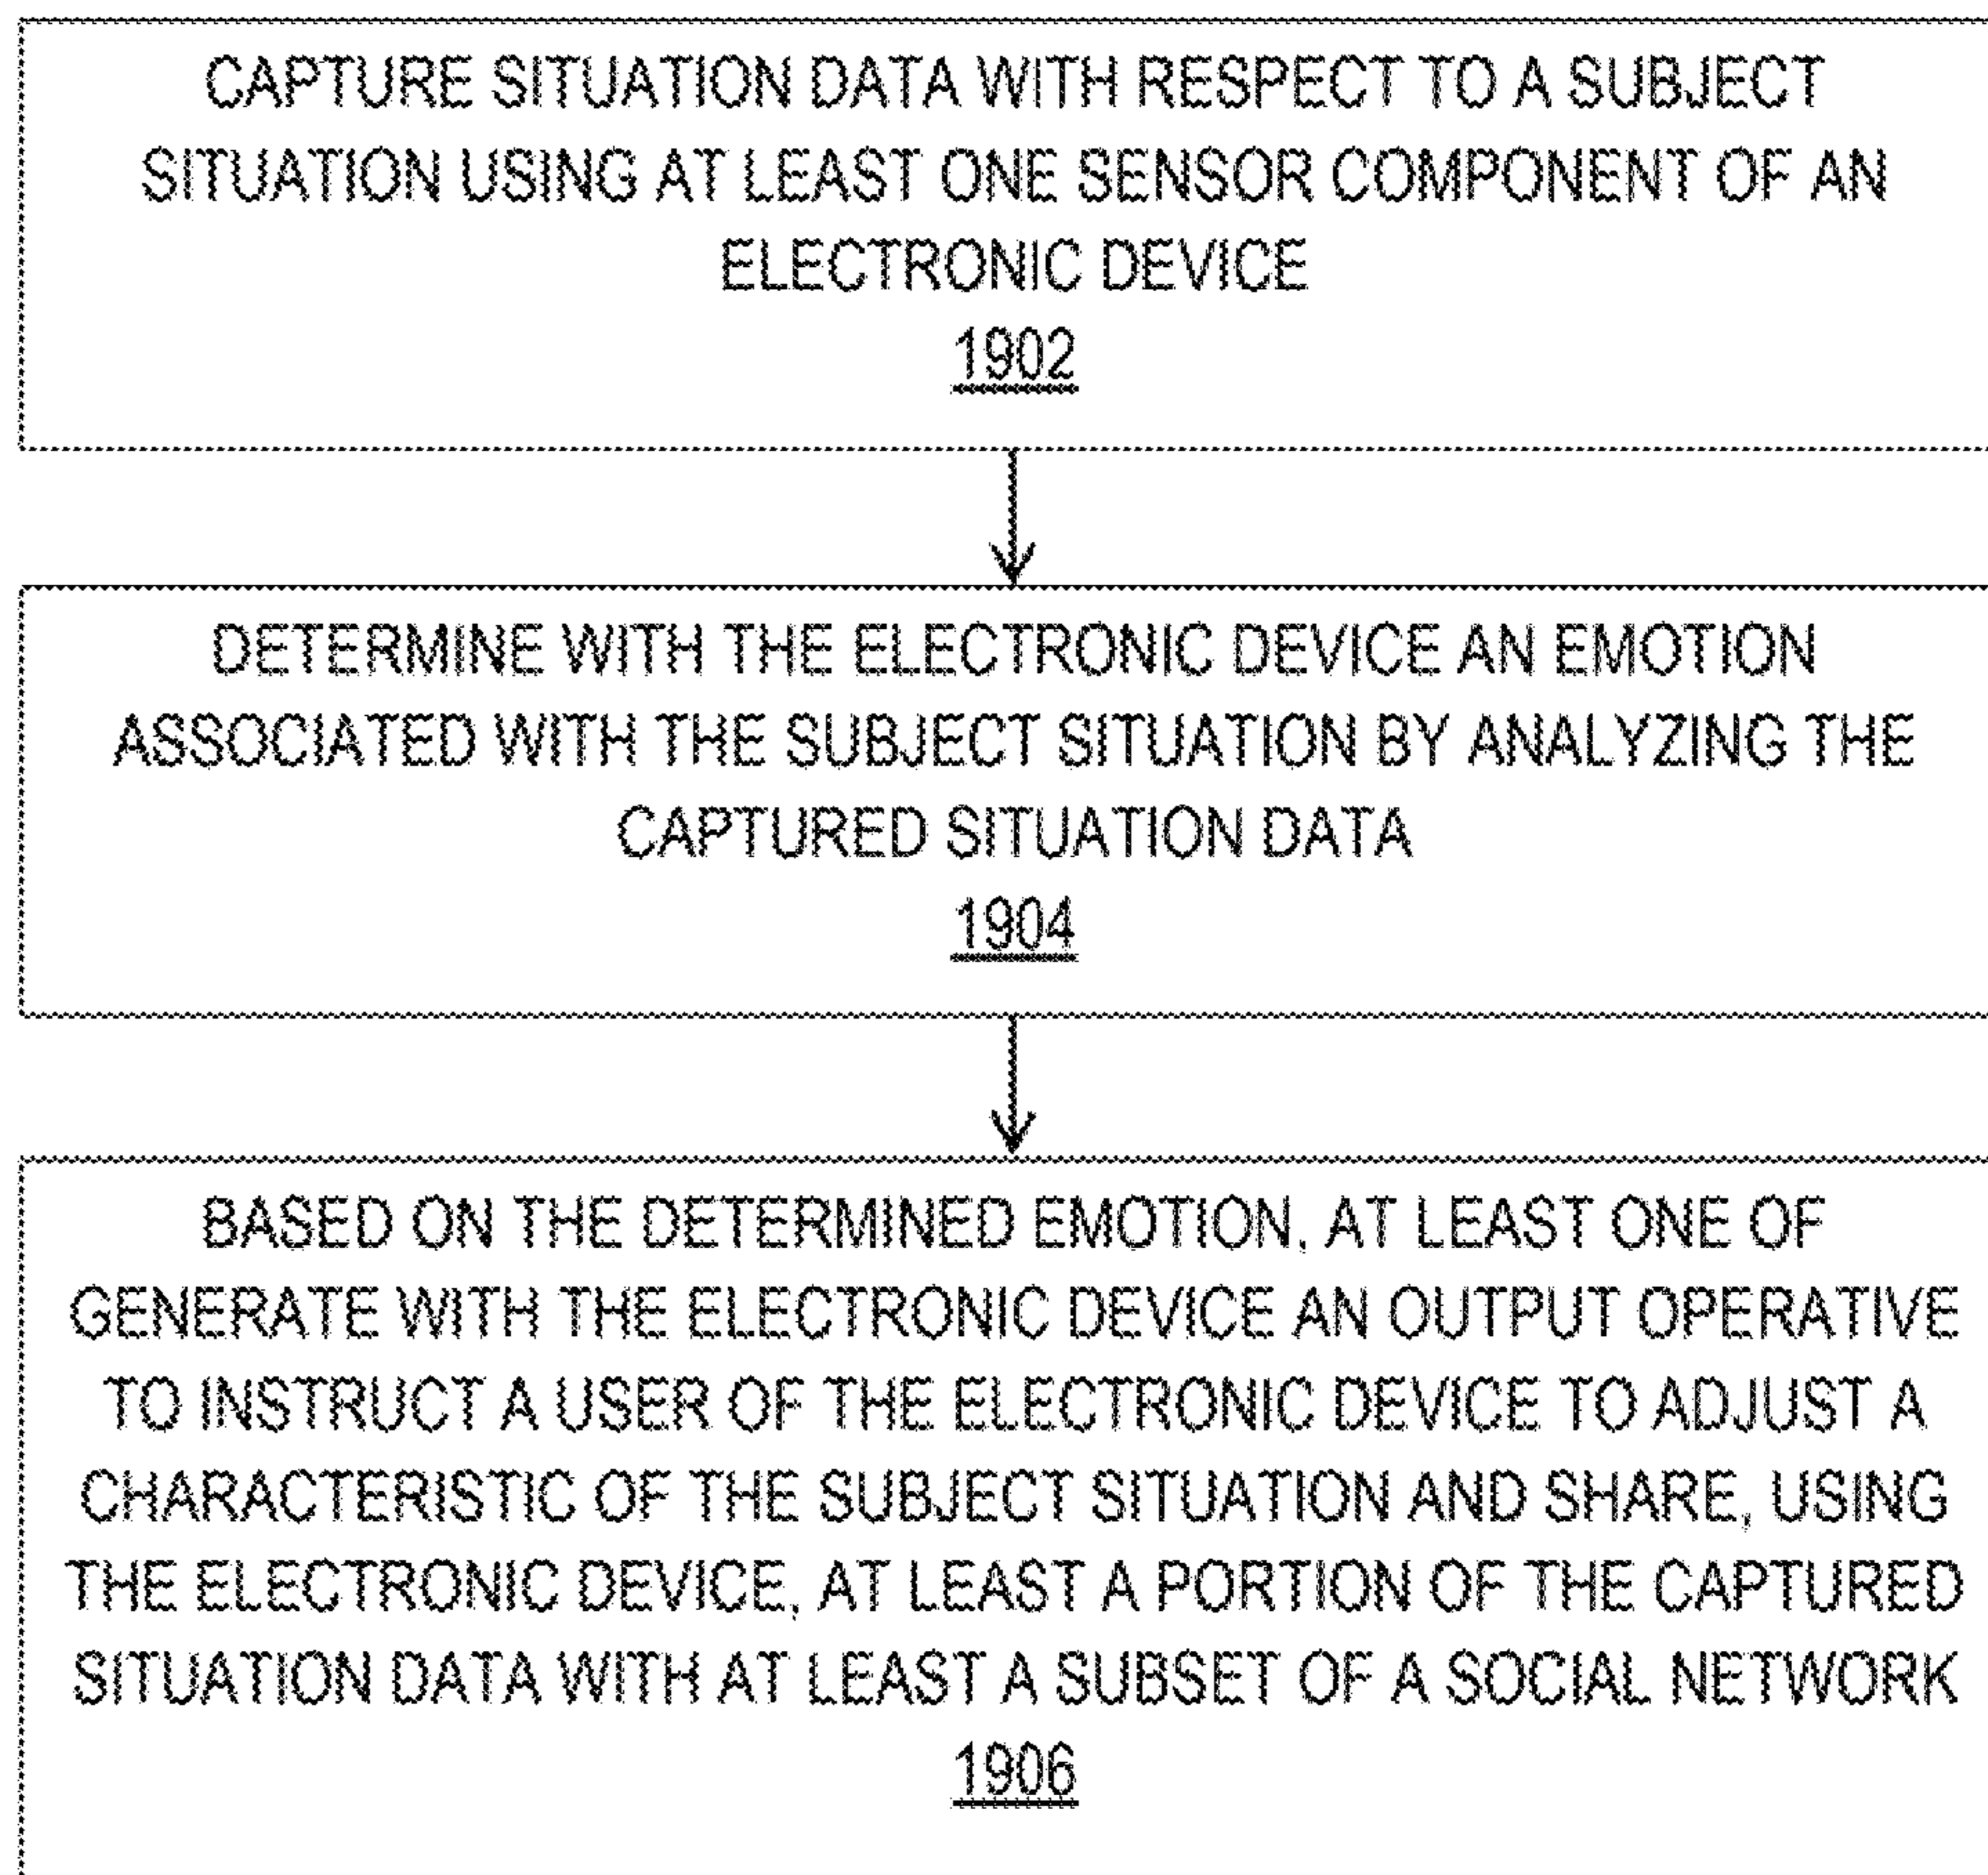 CAPTURE SITUATION DATA WITH RESPECT TO A SUBJECT
SITUATION USING AT LEAST ONE SENSOR COMPONENT OF AN
ELECTRONIC DEVICE
1902
DETERMINE WITH THE ELECTRONIC DEVICE AN EMOTION
ASSOCIATED WITH THE SUBJECT SITUATION BY ANALYZING THE
CAPTURED SITUATION DATA
1904
BASED ON THE DETERMINED EMOTION, AT LEAST ONE OF
GENERATE WITH THE ELECTRONIC DEVICE AN OUTPUT OPERATIVE
TO INSTRUCT A USER OF THE ELECTRONIC DEVICE TO ADJUST A
CHARACTERISTIC OF THE SUBJECT SITUATION AND SHARE, USING
THE ELECTRONIC DEVICE, AT LEAST A PORTION OF THE CAPTURED
SITUATION DATA WITH AT LEAST A SUBSET OF A SOCIAL NETWORK
1906